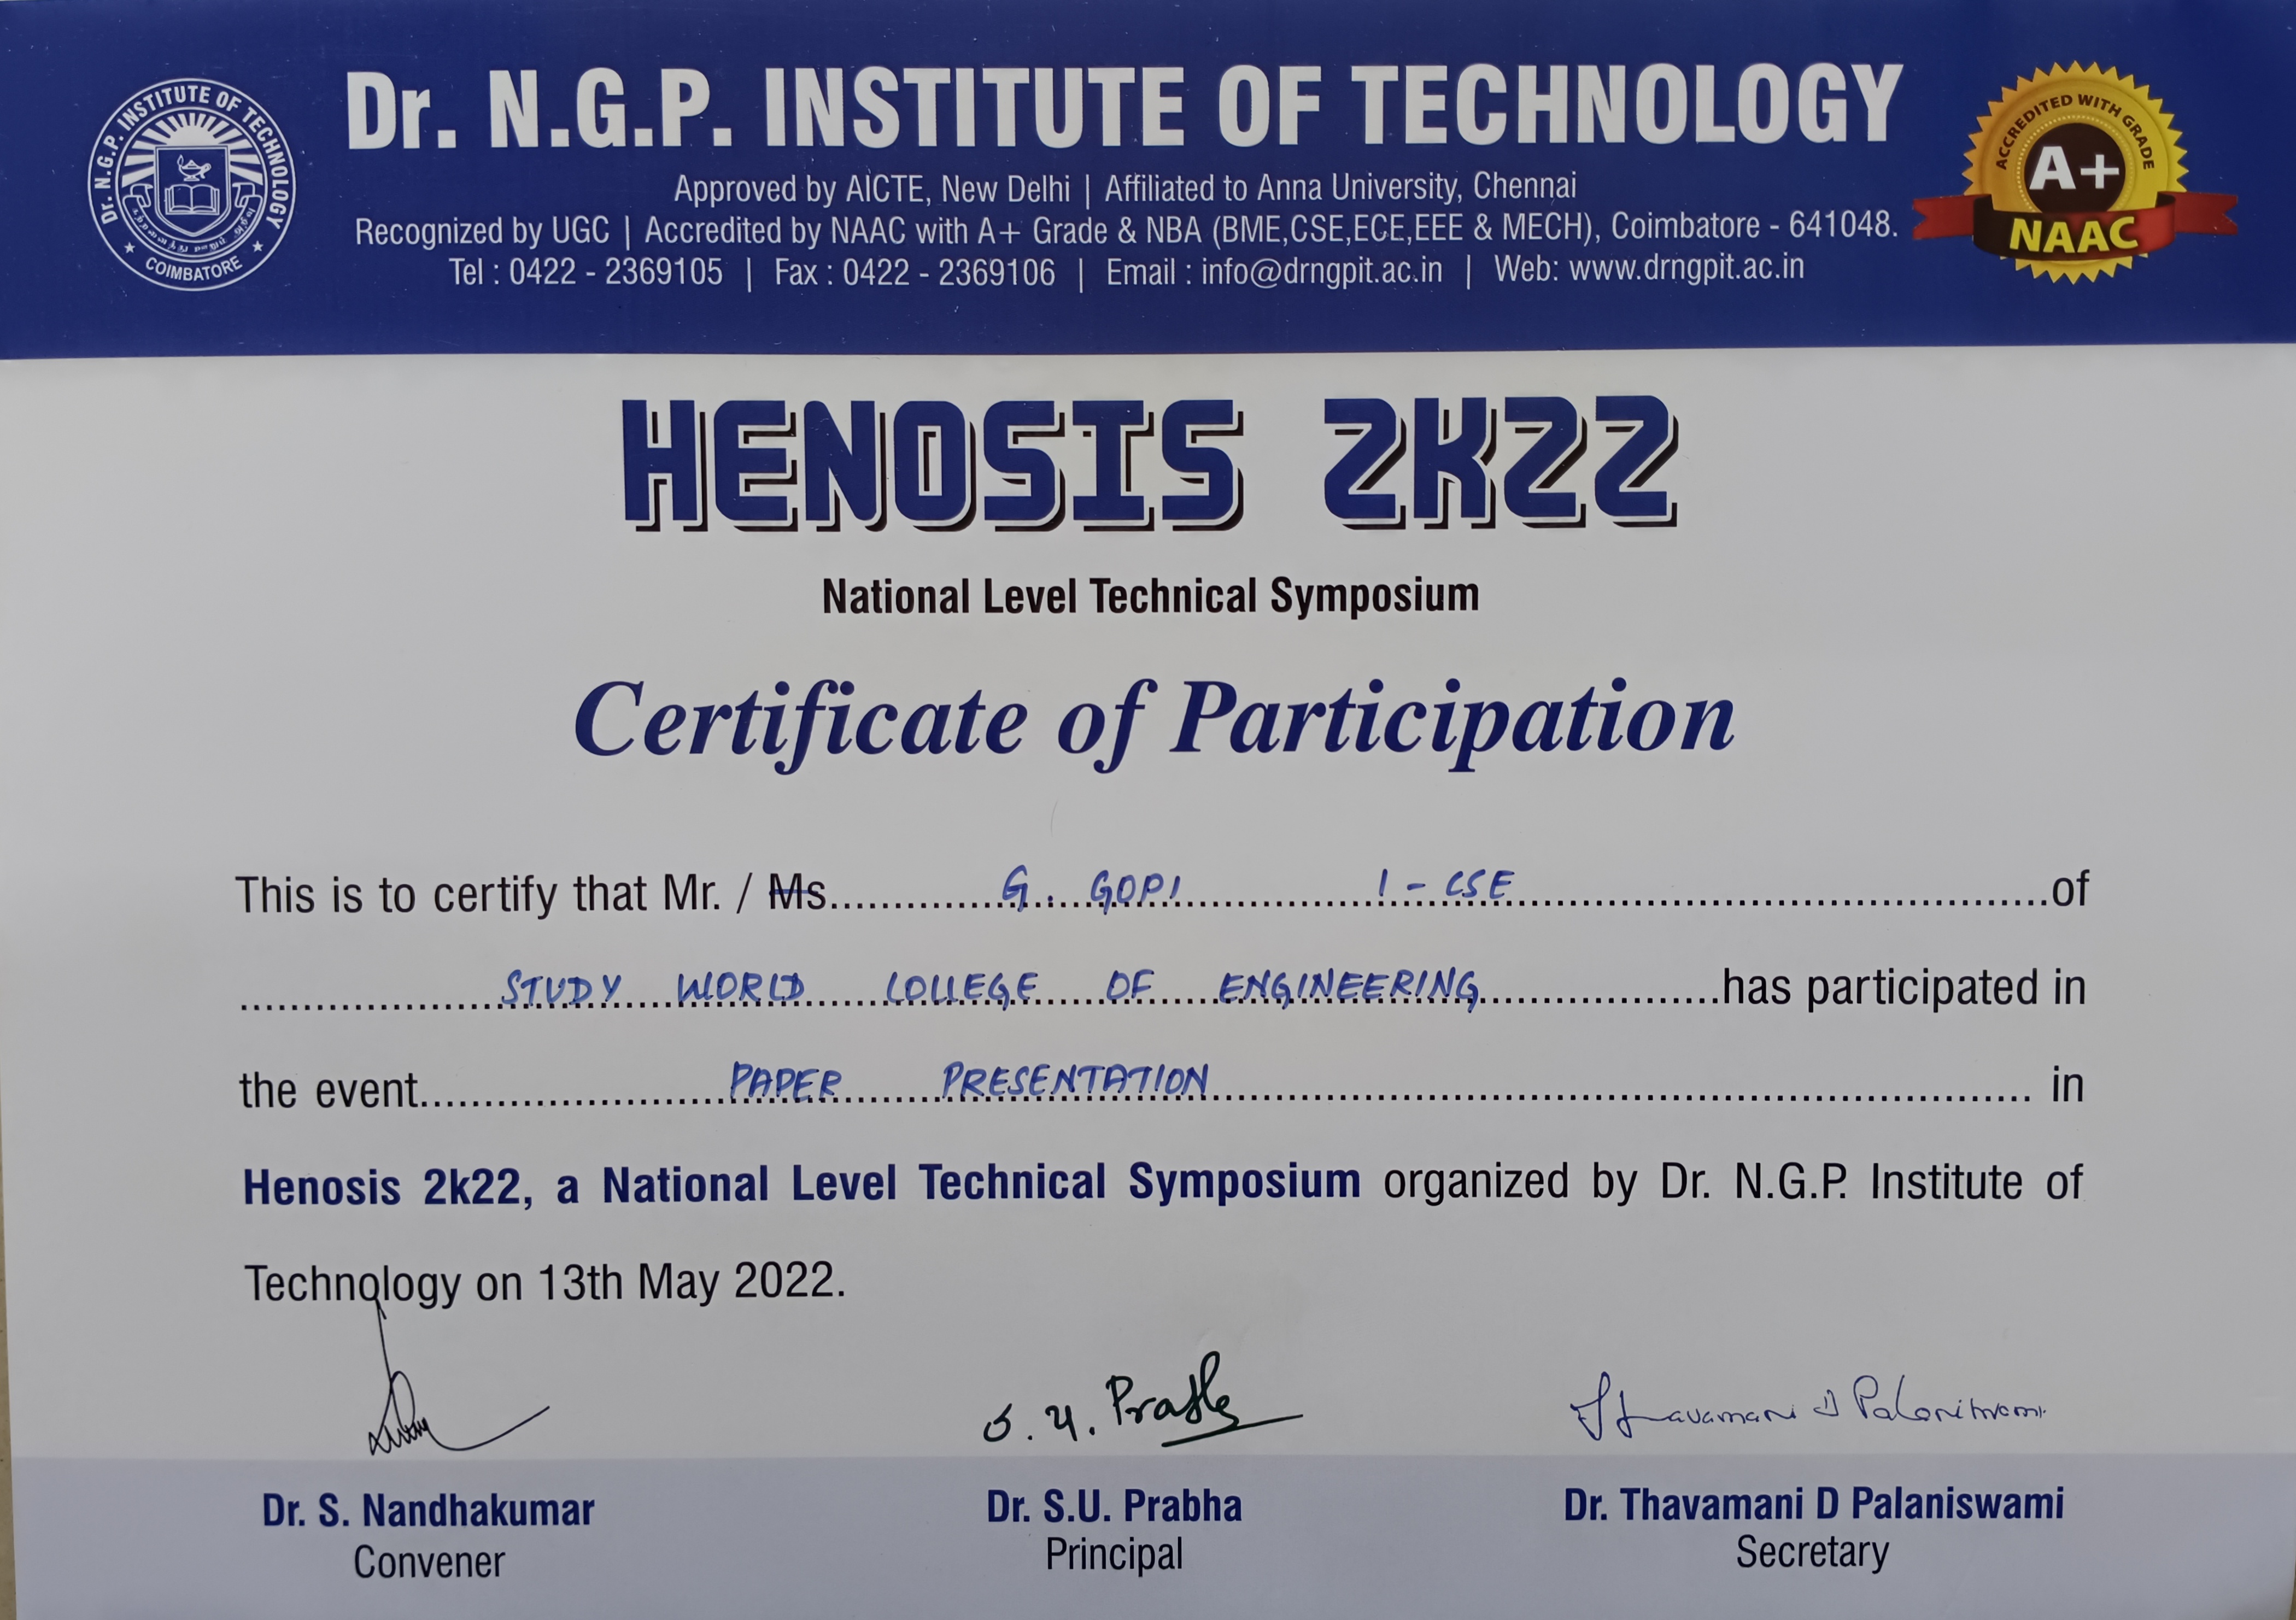 Dr. N.G.P. INSTITUTE OF TECHNOLOGY
COIMBATORE
Dr. N.G.P. INSTITUTE OF TECHNOLOGY
Approved by AICTE, New Delhi | Affiliated to Anna University, Chennai
Recognized by UGC | Accredited by NAAC with A+ Grade & NBA (BME,CSE,ECE,EEE & MECH), Coimbatore - 641048.
Tel : 0422 - 2369105 | Fax : 0422 - 2369106 | Email : info@drngpit.ac.in | Web: www.drngpit.ac.in
ACCREDITED WITH GRADE
A+
NAAC
HENOSIS 2K22
National Level Technical Symposium
Certificate of Participation
This is to certify that Mr. / Ms. G. GOPI I - CSE of
STUDY WORLD COLLEGE OF ENGINEERING has participated in
the event PAPER PRESENTATION in
Henosis 2k22, a National Level Technical Symposium organized by Dr. N.G.P. Institute of
Technology on 13th May 2022.
S. U. Prabha
Thavamani D Palaniswami
Dr. S. Nandhakumar
Convener
Dr. S.U. Prabha
Principal
Dr. Thavamani D Palaniswami
Secretary